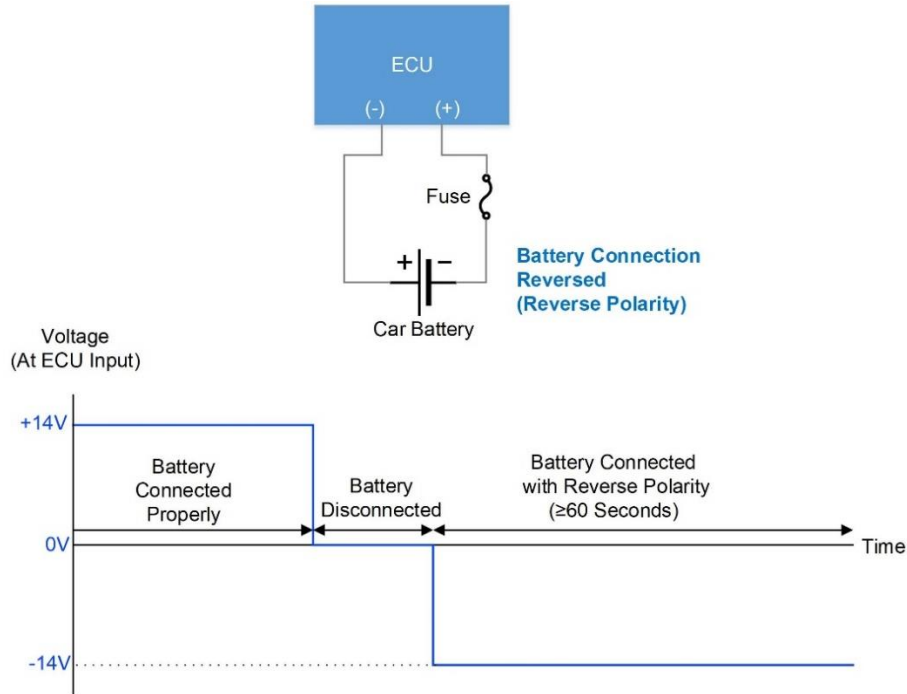 ECU
(-) (+)
Fuse
+ −
Battery Connection
Reversed
(Reverse Polarity)
Car Battery
Voltage
(At ECU Input)
+14V
Battery
Connected
Properly
Battery
Disconnected
Battery Connected
with Reverse Polarity
(≥60 Seconds)
0V
Time
-14V